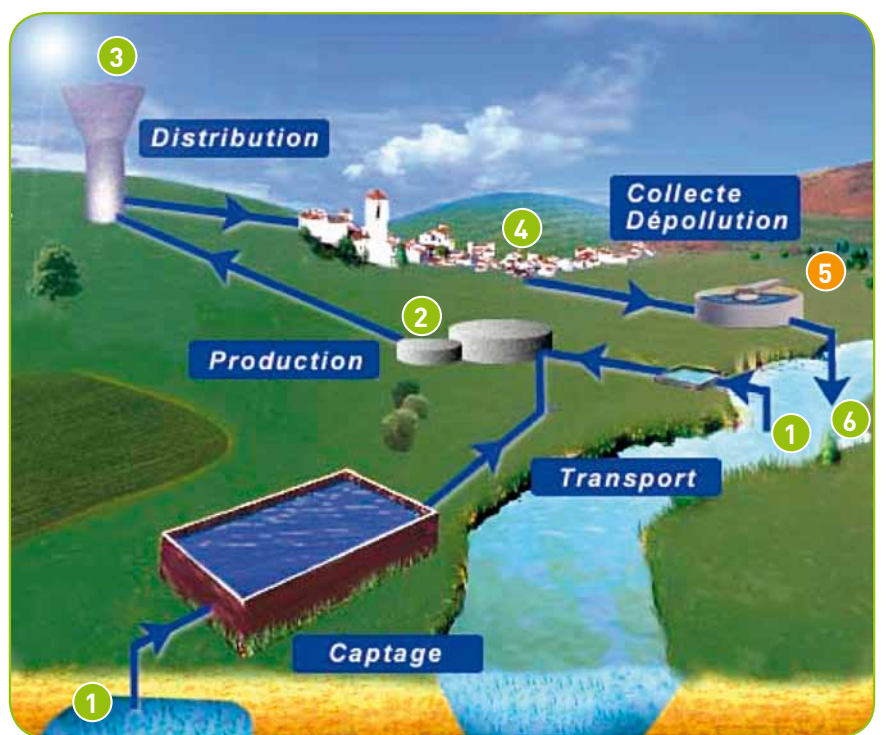 3
Distribution
Collecte
Dépollution
4
5
2
Production
1
6
Transport
Captage
1